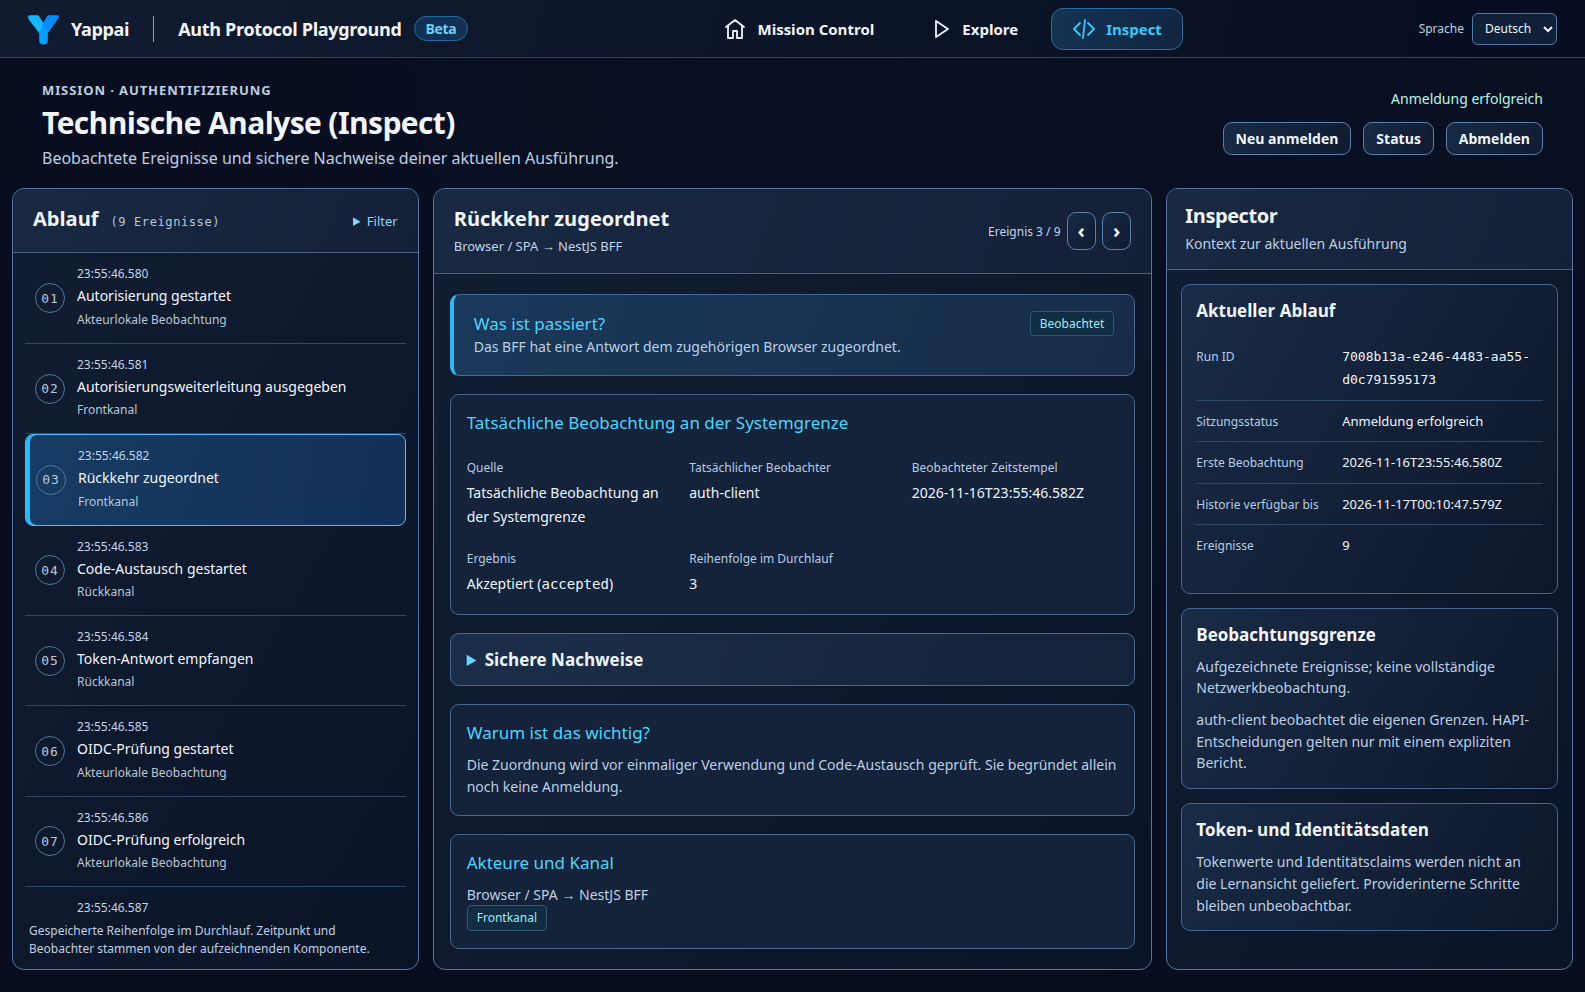 Yappai
Auth Protocol Playground
Beta
Mission Control
Explore
Inspect
Sprache
Deutsch
MISSION · AUTHENTIFIZIERUNG
Technische Analyse (Inspect)
Beobachtete Ereignisse und sichere Nachweise deiner aktuellen Ausführung.
Anmeldung erfolgreich
Neu anmelden
Status
Abmelden
Ablauf (9 Ereignisse)
Filter
23:55:46.580
01
Autorisierung gestartet
Akteurlokale Beobachtung
23:55:46.581
02
Autorisierungsweiterleitung ausgegeben
Frontkanal
23:55:46.582
03
Rückkehr zugeordnet
Frontkanal
23:55:46.583
04
Code-Austausch gestartet
Rückkanal
23:55:46.584
05
Token-Antwort empfangen
Rückkanal
23:55:46.585
06
OIDC-Prüfung gestartet
Akteurlokale Beobachtung
23:55:46.586
07
OIDC-Prüfung erfolgreich
Akteurlokale Beobachtung
23:55:46.587
Gespeicherte Reihenfolge im Durchlauf. Zeitpunkt und
Beobachter stammen von der aufzeichnenden Komponente.
Rückkehr zugeordnet
Browser / SPA → NestJS BFF
Ereignis 3 / 9
‹
›
Was ist passiert?
Beobachtet
Das BFF hat eine Antwort dem zugehörigen Browser zugeordnet.
Tatsächliche Beobachtung an der Systemgrenze
Quelle
Tatsächliche Beobachtung an
der Systemgrenze
Tatsächlicher Beobachter
auth-client
Beobachteter Zeitstempel
2026-11-16T23:55:46.582Z
Ergebnis
Akzeptiert (accepted)
Reihenfolge im Durchlauf
3
Sichere Nachweise
Warum ist das wichtig?
Die Zuordnung wird vor einmaliger Verwendung und Code-Austausch geprüft. Sie begründet allein
noch keine Anmeldung.
Akteure und Kanal
Browser / SPA → NestJS BFF
Frontkanal
Inspector
Kontext zur aktuellen Ausführung
Aktueller Ablauf
Run ID
7008b13a-e246-4483-aa55-
d0c791595173
Sitzungsstatus
Anmeldung erfolgreich
Erste Beobachtung
2026-11-16T23:55:46.580Z
Historie verfügbar bis
2026-11-17T00:10:47.579Z
Ereignisse
9
Beobachtungsgrenze
Aufgezeichnete Ereignisse; keine vollständige
Netzwerkbeobachtung.
auth-client beobachtet die eigenen Grenzen. HAPI-
Entscheidungen gelten nur mit einem expliziten
Bericht.
Token- und Identitätsdaten
Tokenwerte und Identitätsclaims werden nicht an
die Lernansicht geliefert. Providerinterne Schritte
bleiben unbeobachtbar.